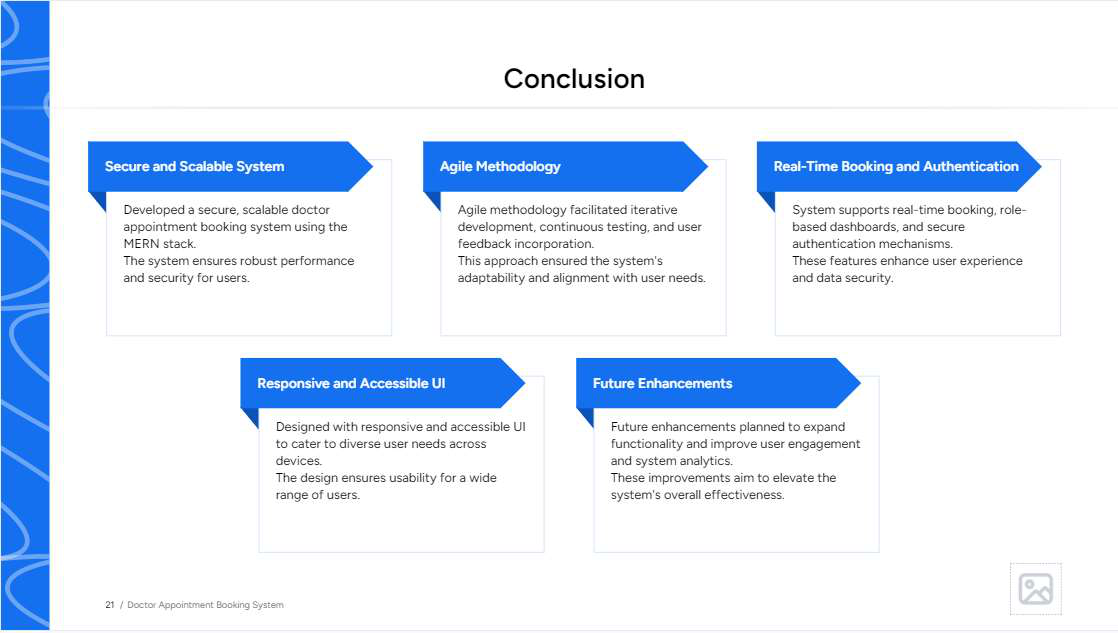 Conclusion
Secure and Scalable System
Developed a secure, scalable doctor
appointment booking system using the
MERN stack.
The system ensures robust performance
and security for users.
Agile Methodology
Agile methodology facilitated iterative
development, continuous testing, and user
feedback incorporation.
This approach ensured the system's
adaptability and alignment with user needs.
Real-Time Booking and Authentication
System supports real-time booking, role-
based dashboards, and secure
authentication mechanisms.
These features enhance user experience
and data security.
Responsive and Accessible UI
Designed with responsive and accessible UI
to cater to diverse user needs across
devices.
The design ensures usability for a wide
range of users.
Future Enhancements
Future enhancements planned to expand
functionality and improve user engagement
and system analytics.
These improvements aim to elevate the
system's overall effectiveness.
21 / Doctor Appointment Booking System